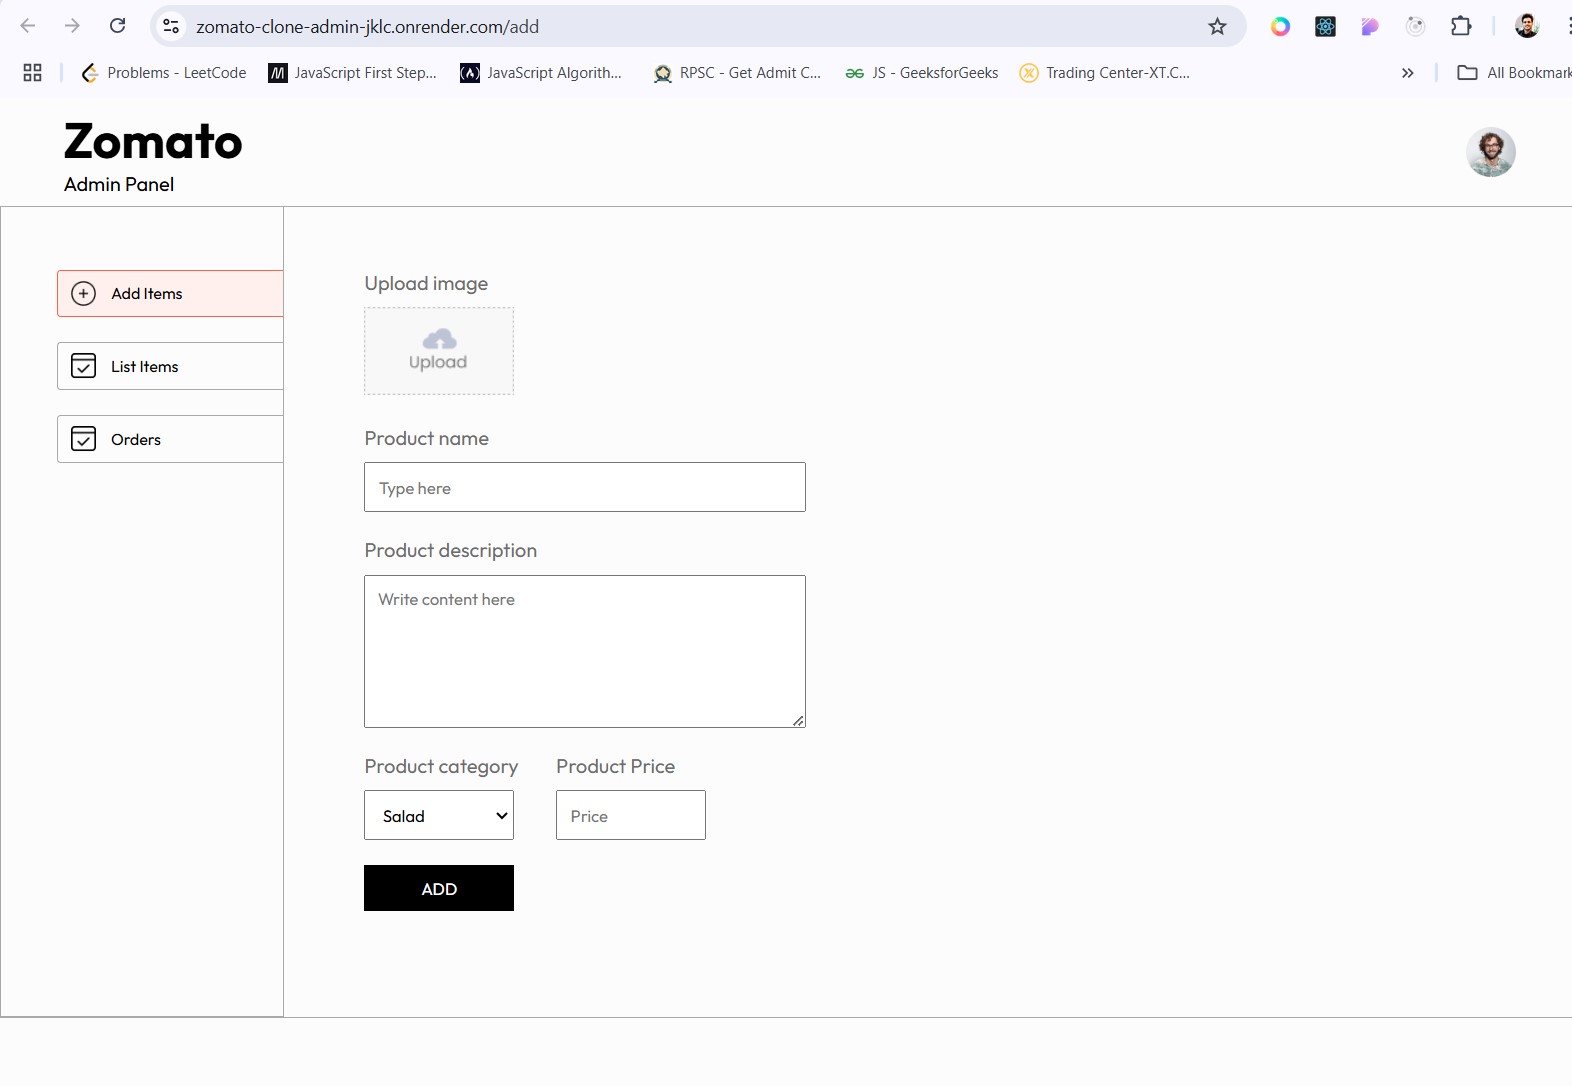 zomato-clone-admin-jklc.onrender.com/add
Problems - LeetCode
JavaScript First Step...
JavaScript Algorith...
RPSC - Get Admit C...
JS - GeeksforGeeks
Trading Center-XT.C...
All Bookmark
Zomato
Admin Panel
Add Items
List Items
Orders
Upload image
Upload
Product name
Type here
Product description
Write content here
Product category
Product Price
Salad
Price
ADD